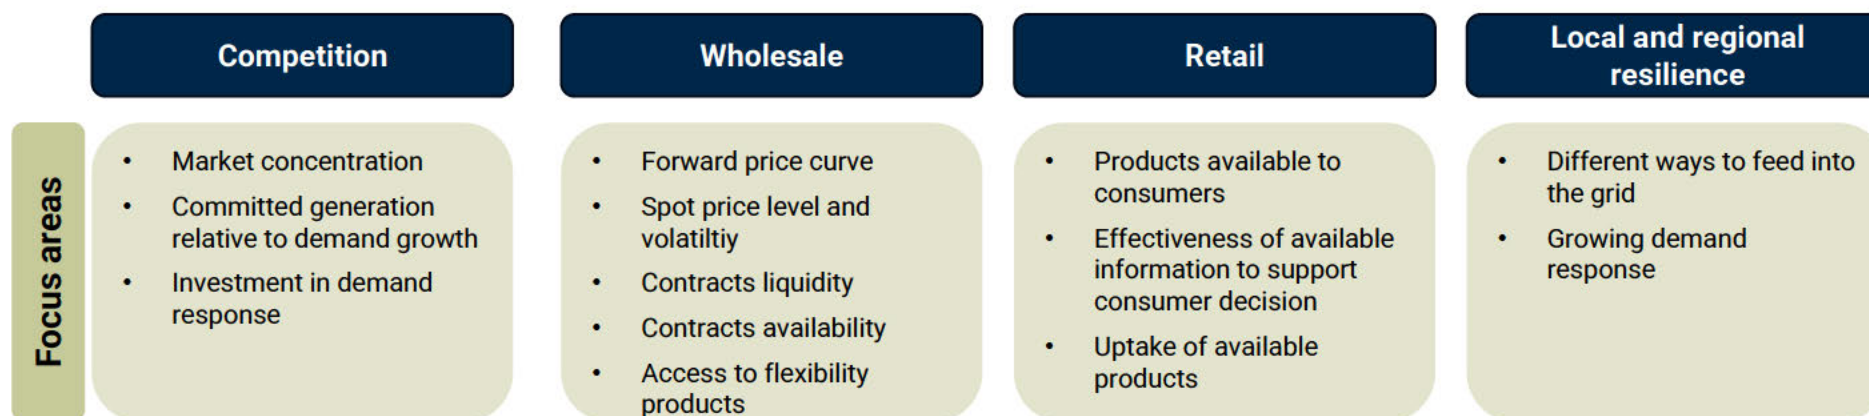 Competition
Wholesale
Retail
Local and regional
resilience
Focus areas
• Market concentration
• Committed generation
relative to demand growth
• Investment in demand
response
• Forward price curve
• Spot price level and
volatiltiy
• Contracts liquidity
• Contracts availability
• Access to flexibility
products
• Products available to
consumers
• Effectiveness of available
information to support
consumer decision
• Uptake of available
products
• Different ways to feed into
the grid
• Growing demand
response